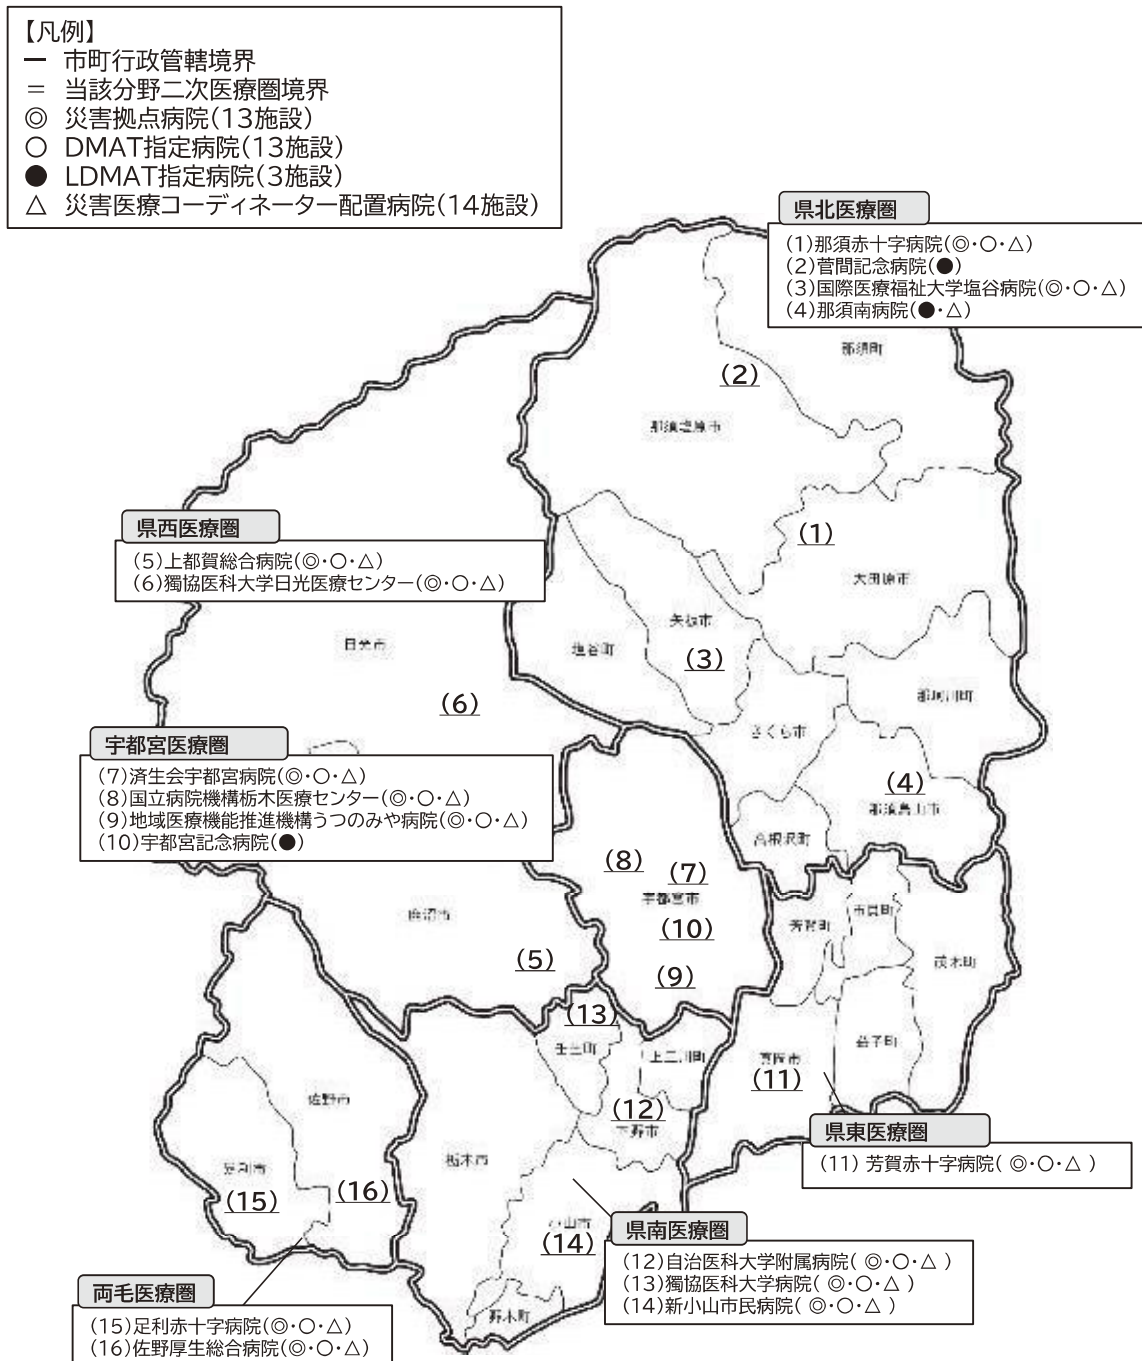 【凡例】
― 市町行政管轄境界
= 当該分野二次医療圏境界
◎ 災害拠点病院(13施設)
○ DMAT指定病院(13施設)
● LDMAT指定病院(3施設)
△ 災害医療コーディネーター配置病院(14施設)
県北医療圏
(1)那須赤十字病院(◎・○・△)
(2)菅間記念病院(●)
(3)国際医療福祉大学塩谷病院(◎・○・△)
(4)那須南病院(●・△)
那須町
(2)
那須塩原市
(1)
大田原市
県西医療圏
(5)上都賀総合病院(◎・○・△)
(6)獨協医科大学日光医療センター(◎・○・△)
矢板市
塩谷町
(3)
日光市
(6)
那珂川町
さくら市
宇都宮医療圏
(7)済生会宇都宮病院(◎・○・△)
(8)国立病院機構栃木医療センター(◎・○・△)
(9)地域医療機能推進機構うつのみや病院(◎・○・△)
(10)宇都宮記念病院(●)
(4)
那須烏山市
高根沢町
(8)
(7)
宇都宮市
(10)
鹿沼市
(5)
(9)
芳賀町
市貝町
茂木町
(13)
壬生町
上三川町
真岡市
(11)
益子町
(12)
下野市
佐野市
栃木市
足利市
(15)
(16)
小山市
(14)
野木町
県東医療圏
(11) 芳賀赤十字病院( ◎・○・△ )
県南医療圏
(12)自治医科大学附属病院( ◎・○・△ )
(13)獨協医科大学病院( ◎・○・△ )
(14)新小山市民病院( ◎・○・△ )
両毛医療圏
(15)足利赤十字病院(◎・○・△)
(16)佐野厚生総合病院(◎・○・△)